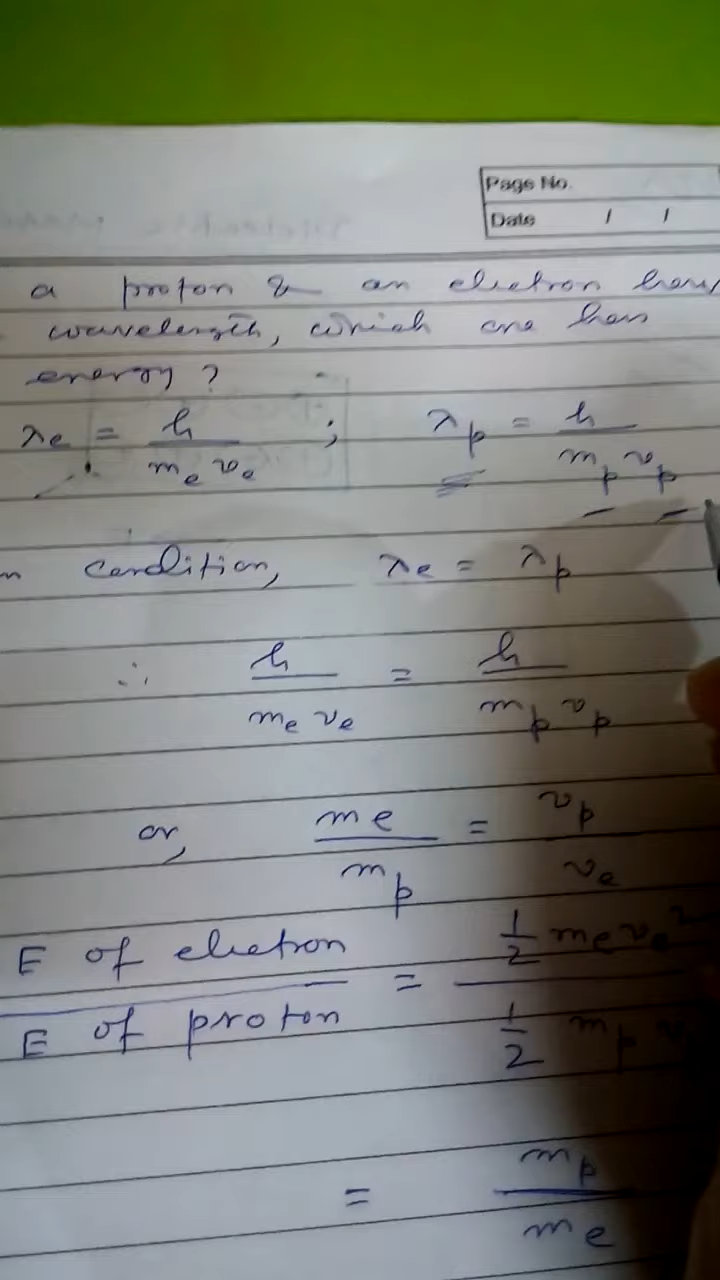 Page No.
Date / /
a proton & an electron have
wavelength, which one have
energy ?
λe = h / me ve ; λp = h / mp vp
n condition, λe = λp
∴ h / me ve = h / mp vp
or, me / mp = vp / ve
E of electron / E of proton = 1/2 me ve² / 1/2 mp v
= mp / me